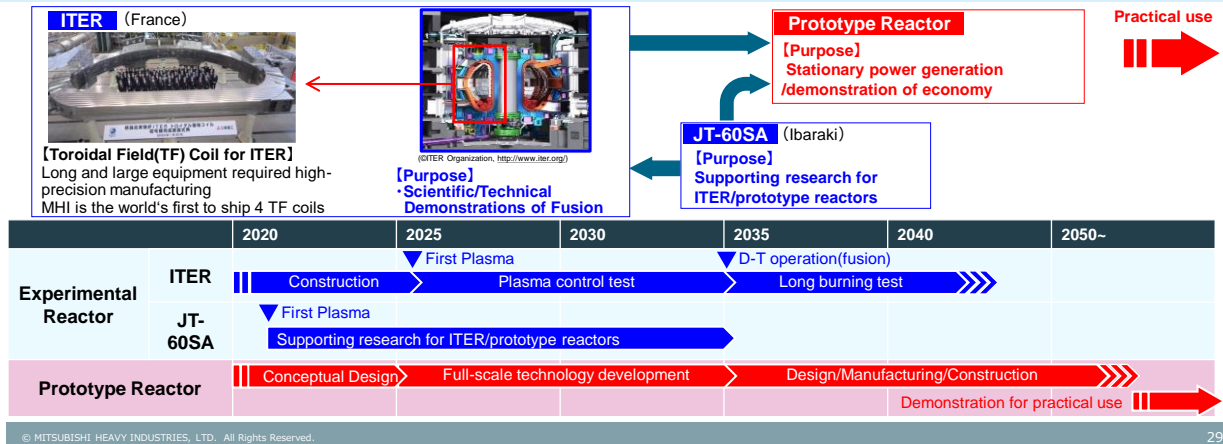 ITER (France)
【Toroidal Field(TF) Coil for ITER】
Long and large equipment required high-
precision manufacturing
MHI is the world's first to ship 4 TF coils
(©ITER Organization, http://www.iter.org/)
【Purpose】
・Scientific/Technical
Demonstrations of Fusion
Prototype Reactor
【Purpose】
Stationary power generation
/demonstration of economy
Practical use
JT-60SA (Ibaraki)
【Purpose】
Supporting research for
ITER/prototype reactors
2020 2025 2030 2035 2040 2050~
Experimental
Reactor
ITER
First Plasma
D-T operation(fusion)
Construction
Plasma control test
Long burning test
JT-
60SA
First Plasma
Supporting research for ITER/prototype reactors
Prototype Reactor
Conceptual Design
Full-scale technology development
Design/Manufacturing/Construction
Demonstration for practical use
© MITSUBISHI HEAVY INDUSTRIES, LTD. All Rights Reserved.
29